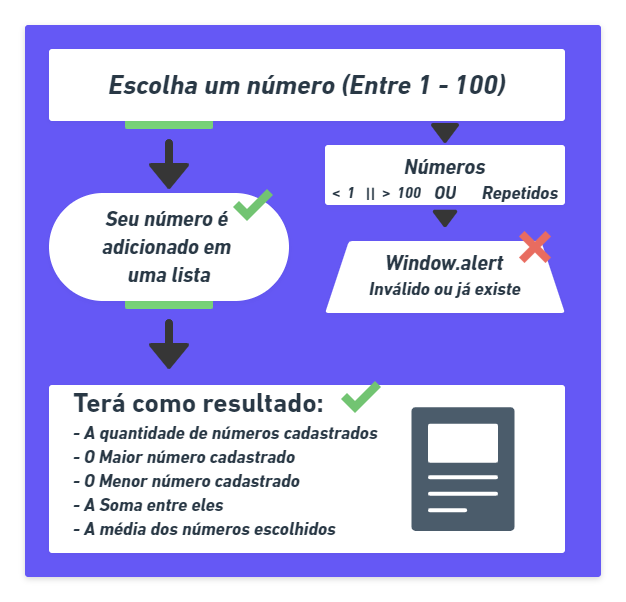 Escolha um número (Entre 1 - 100)
Números
< 1 || > 100 OU Repetidos
Seu número é
adicionado em
uma lista
Window.alert
Inválido ou já existe
Terá como resultado:
- A quantidade de números cadastrados
- O Maior número cadastrado
- O Menor número cadastrado
- A Soma entre eles
- A média dos números escolhidos